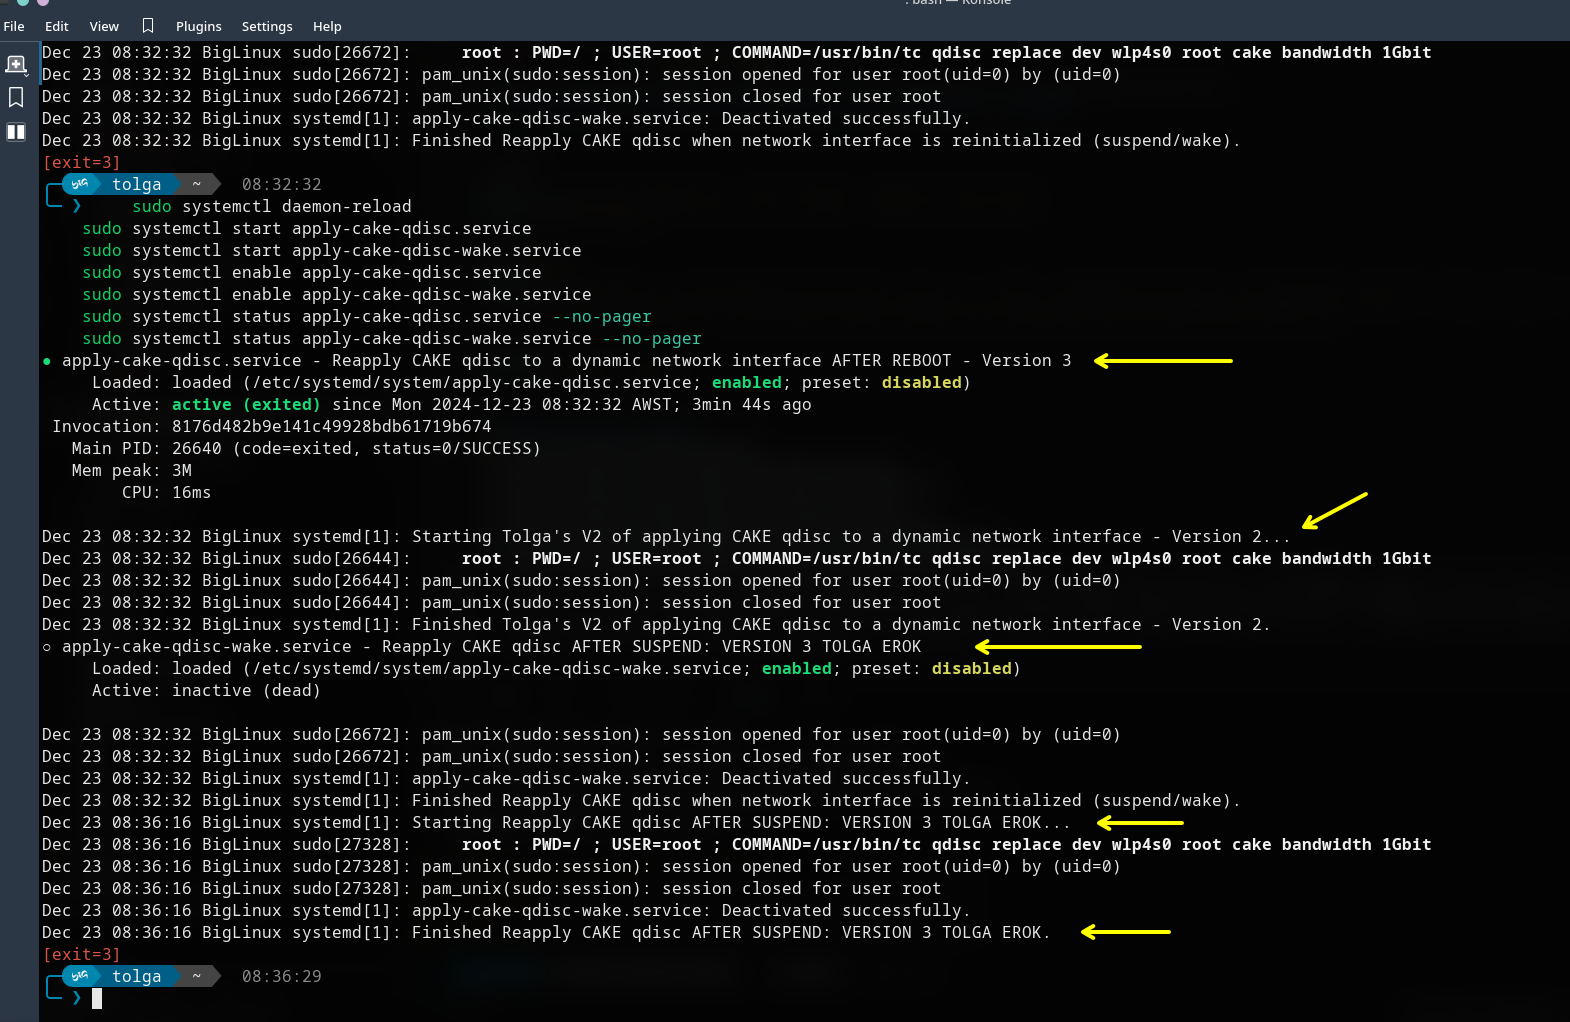 : bash — Konsole
File Edit View Plugins Settings Help
Dec 23 08:32:32 BigLinux sudo[26672]:     root : PWD=/ ; USER=root ; COMMAND=/usr/bin/tc qdisc replace dev wlp4s0 root cake bandwidth 1Gbit
Dec 23 08:32:32 BigLinux sudo[26672]: pam_unix(sudo:session): session opened for user root(uid=0) by (uid=0)
Dec 23 08:32:32 BigLinux sudo[26672]: pam_unix(sudo:session): session closed for user root
Dec 23 08:32:32 BigLinux systemd[1]: apply-cake-qdisc-wake.service: Deactivated successfully.
Dec 23 08:32:32 BigLinux systemd[1]: Finished Reapply CAKE qdisc when network interface is reinitialized (suspend/wake).
[exit=3]
tolga ~ 08:32:32
❯ sudo systemctl daemon-reload
sudo systemctl start apply-cake-qdisc.service
sudo systemctl start apply-cake-qdisc-wake.service
sudo systemctl enable apply-cake-qdisc.service
sudo systemctl enable apply-cake-qdisc-wake.service
sudo systemctl status apply-cake-qdisc.service --no-pager
sudo systemctl status apply-cake-qdisc-wake.service --no-pager
● apply-cake-qdisc.service - Reapply CAKE qdisc to a dynamic network interface AFTER REBOOT - Version 3
Loaded: loaded (/etc/systemd/system/apply-cake-qdisc.service; enabled; preset: disabled)
Active: active (exited) since Mon 2024-12-23 08:32:32 AWST; 3min 44s ago
Invocation: 8176d482b9e141c49928bdb61719b674
Main PID: 26640 (code=exited, status=0/SUCCESS)
Mem peak: 3M
CPU: 16ms
Dec 23 08:32:32 BigLinux systemd[1]: Starting Tolga's V2 of applying CAKE qdisc to a dynamic network interface - Version 2...
Dec 23 08:32:32 BigLinux sudo[26644]:     root : PWD=/ ; USER=root ; COMMAND=/usr/bin/tc qdisc replace dev wlp4s0 root cake bandwidth 1Gbit
Dec 23 08:32:32 BigLinux sudo[26644]: pam_unix(sudo:session): session opened for user root(uid=0) by (uid=0)
Dec 23 08:32:32 BigLinux sudo[26644]: pam_unix(sudo:session): session closed for user root
Dec 23 08:32:32 BigLinux systemd[1]: Finished Tolga's V2 of applying CAKE qdisc to a dynamic network interface - Version 2.
○ apply-cake-qdisc-wake.service - Reapply CAKE qdisc AFTER SUSPEND: VERSION 3 TOLGA EROK
Loaded: loaded (/etc/systemd/system/apply-cake-qdisc-wake.service; enabled; preset: disabled)
Active: inactive (dead)
Dec 23 08:32:32 BigLinux sudo[26672]: pam_unix(sudo:session): session opened for user root(uid=0) by (uid=0)
Dec 23 08:32:32 BigLinux sudo[26672]: pam_unix(sudo:session): session closed for user root
Dec 23 08:32:32 BigLinux systemd[1]: apply-cake-qdisc-wake.service: Deactivated successfully.
Dec 23 08:32:32 BigLinux systemd[1]: Finished Reapply CAKE qdisc when network interface is reinitialized (suspend/wake).
Dec 23 08:36:16 BigLinux systemd[1]: Starting Reapply CAKE qdisc AFTER SUSPEND: VERSION 3 TOLGA EROK...
Dec 23 08:36:16 BigLinux sudo[27328]:     root : PWD=/ ; USER=root ; COMMAND=/usr/bin/tc qdisc replace dev wlp4s0 root cake bandwidth 1Gbit
Dec 23 08:36:16 BigLinux sudo[27328]: pam_unix(sudo:session): session opened for user root(uid=0) by (uid=0)
Dec 23 08:36:16 BigLinux sudo[27328]: pam_unix(sudo:session): session closed for user root
Dec 23 08:36:16 BigLinux systemd[1]: apply-cake-qdisc-wake.service: Deactivated successfully.
Dec 23 08:36:16 BigLinux systemd[1]: Finished Reapply CAKE qdisc AFTER SUSPEND: VERSION 3 TOLGA EROK.
[exit=3]
tolga ~ 08:36:29
❯